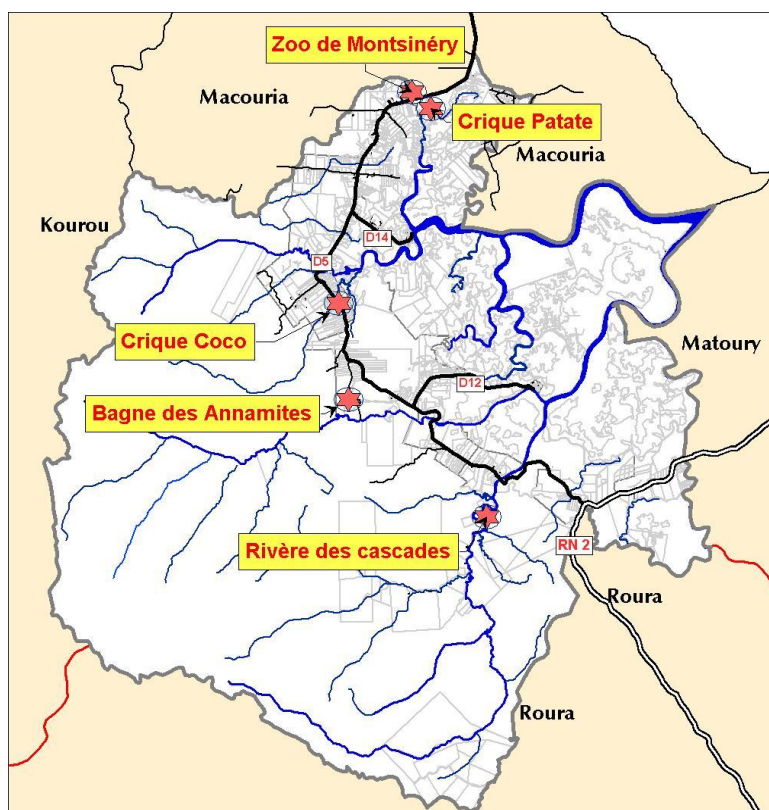 Zoo de Montsinéry
Macouria
Crique Patate
Macouria
Kourou
D14
D5
Crique Coco
Matoury
D12
Bagne des Annamites
Rivère des cascades
RN 2
Roura
Roura